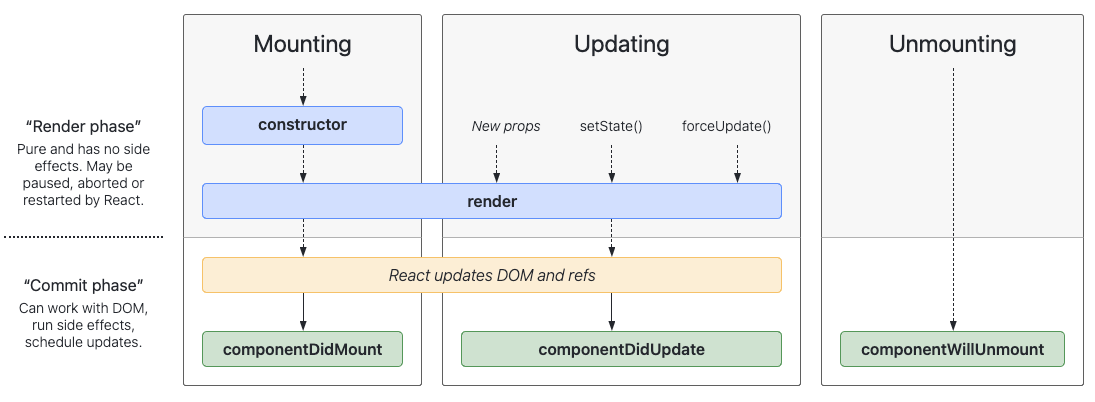 Mounting
Updating
Unmounting
“Render phase”
Pure and has no side
effects. May be
paused, aborted or
restarted by React.
constructor
New props
setState()
forceUpdate()
render
“Commit phase”
Can work with DOM,
run side effects,
schedule updates.
React updates DOM and refs
componentDidMount
componentDidUpdate
componentWillUnmount